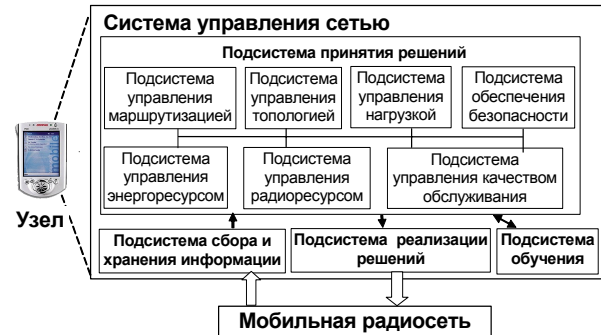 Система управления сетью
Подсистема принятия решений
Подсистема
управления
маршрутизацией
Подсистема
управления
топологией
Подсистема
управления
нагрузкой
Подсистема
обеспечения
безопасности
Подсистема
управления
энергоресурсом
Подсистема
управления
радиоресурсом
Подсистема
управления качеством
обслуживания
Узел
Подсистема сбора и
хранения информации
Подсистема реализации
решений
Подсистема
обучения
Мобильная радиосеть